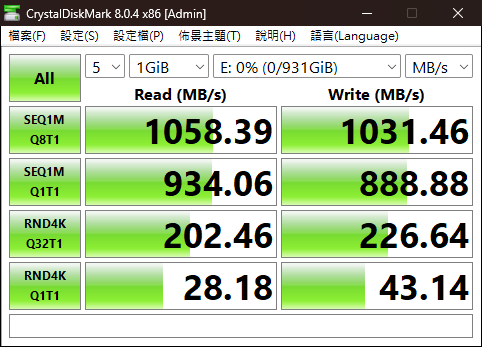 CrystalDiskMark 8.0.4 x86 [Admin]
檔案(F) 設定(S) 設定檔(P) 佈景主題(T) 說明(H) 語言(Language)
All 5 1GiB E: 0% (0/931GiB) MB/s
Read (MB/s) Write (MB/s)
SEQ1M
Q8T1 1058.39 1031.46
SEQ1M
Q1T1 934.06 888.88
RND4K
Q32T1 202.46 226.64
RND4K
Q1T1 28.18 43.14